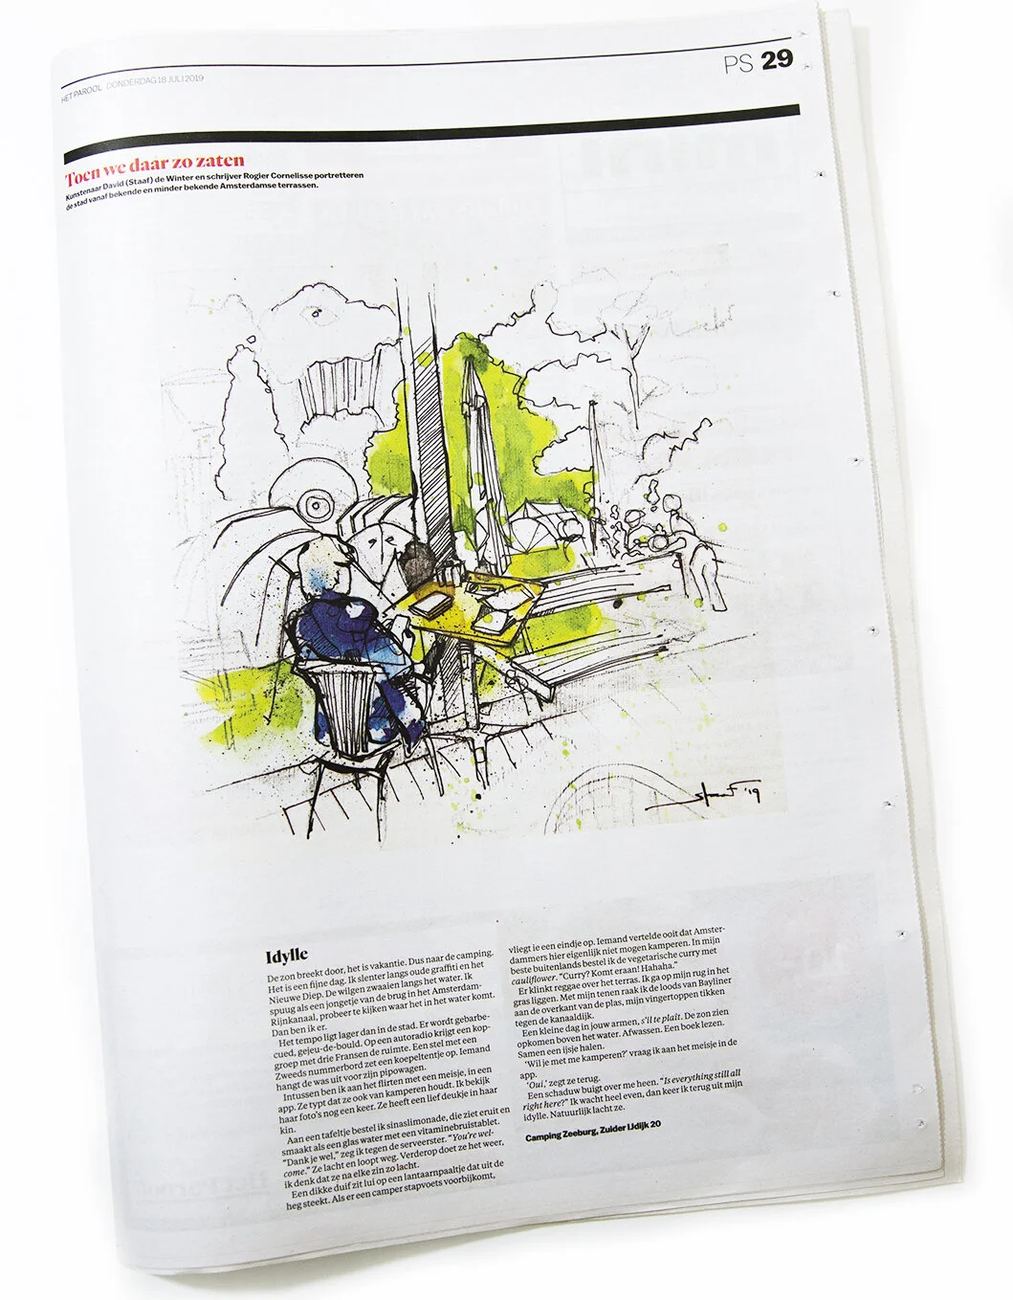 HET PAROOL DONDERDAG 18 JULI 2019
PS 29
Toen we daar zo zaten
Kunstenaar David (Staaf) de Winter en schrijver Rogier Cornelisse portretteren
de stad vanaf bekende en minder bekende Amsterdamse terrassen.
staaf '19
Idylle
De zon breekt door, het is vakantie. Dus naar de camping.
Het is een fijne dag. Ik slenter langs oude graffiti en het
Nieuwe Diep. De wilgen zwaaien langs het water. Ik
spuug als een jongetje van de brug in het Amsterdam-
Rijnkanaal, probeer te kijken waar het in het water komt.
Dan ben ik er.
Het tempo ligt lager dan in de stad. Er wordt gebarbe-
cued, gejeu-de-bould. Op een autoradio krijgt een kop-
groep met drie Fransen de ruimte. Een stel met een
Zweeds nummerbord zet een koepeltentje op. Iemand
hangt de was uit voor zijn pipowagen.
Intussen ben ik aan het flirten met een meisje, in een
app. Ze typt dat ze ook van kamperen houdt. Ik bekijk
haar foto's nog een keer. Ze heeft een lief deukje in haar
kin.
Aan een tafeltje bestel ik sinaslimonade, die ziet eruit en
smaakt als een glas water met een vitaminebruistablet.
"Dank je wel," zeg ik tegen de serveerster. "You're wel-
come." Ze lacht en loopt weg. Verderop doet ze het weer,
ik denk dat ze na elke zin zo lacht.
Een dikke duif zit lui op een lantaarnpaaltje dat uit de
heg steekt. Als er een camper stapvoets voorbijkomt,
vliegt ie een eindje op. Iemand vertelde ooit dat Amster-
dammers hier eigenlijk niet mogen kamperen. In mijn
beste buitenlands bestel ik de vegetarische curry met
cauliflower. "Curry? Komt eraan! Hahaha."
Er klinkt reggae over het terras. Ik ga op mijn rug in het
gras liggen. Met mijn tenen raak ik de loods van Bayliner
aan de overkant van de plas, mijn vingertoppen tikken
tegen de kanaaldijk.
Een kleine dag in jouw armen, s'il te plait. De zon zien
opkomen boven het water. Afwassen. Een boek lezen.
Samen een ijsje halen.
'Wil je met me kamperen?' vraag ik aan het meisje in de
app.
'Oui,' zegt ze terug.
Een schaduw buigt over me heen. "Is everything still all
right here?" Ik wacht heel even, dan keer ik terug uit mijn
idylle. Natuurlijk lacht ze.
Camping Zeeburg, Zuider IJdijk 20